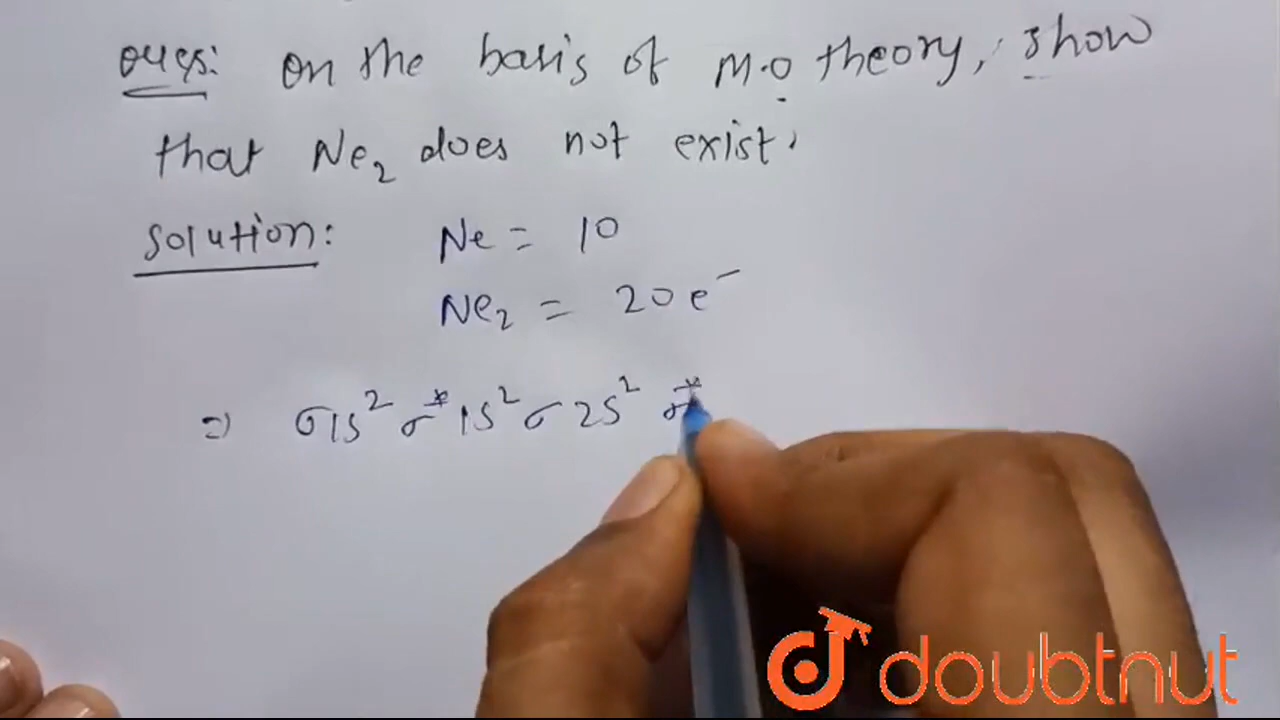 Ques: On the basis of M.O theory, show
that Ne₂ does not exist.
Solution: Ne = 10
Ne₂ = 20e⁻
⇒ σ1s² σ*1s² σ2s² σ*
doubtnut